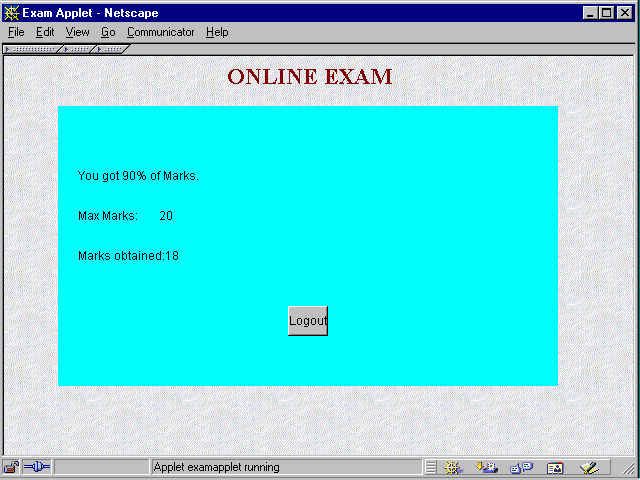 Exam Applet - Netscape
File Edit View Go Communicator Help
ONLINE EXAM
You got 90% of Marks.
Max Marks: 20
Marks obtained:18
Logout
Applet examapplet running